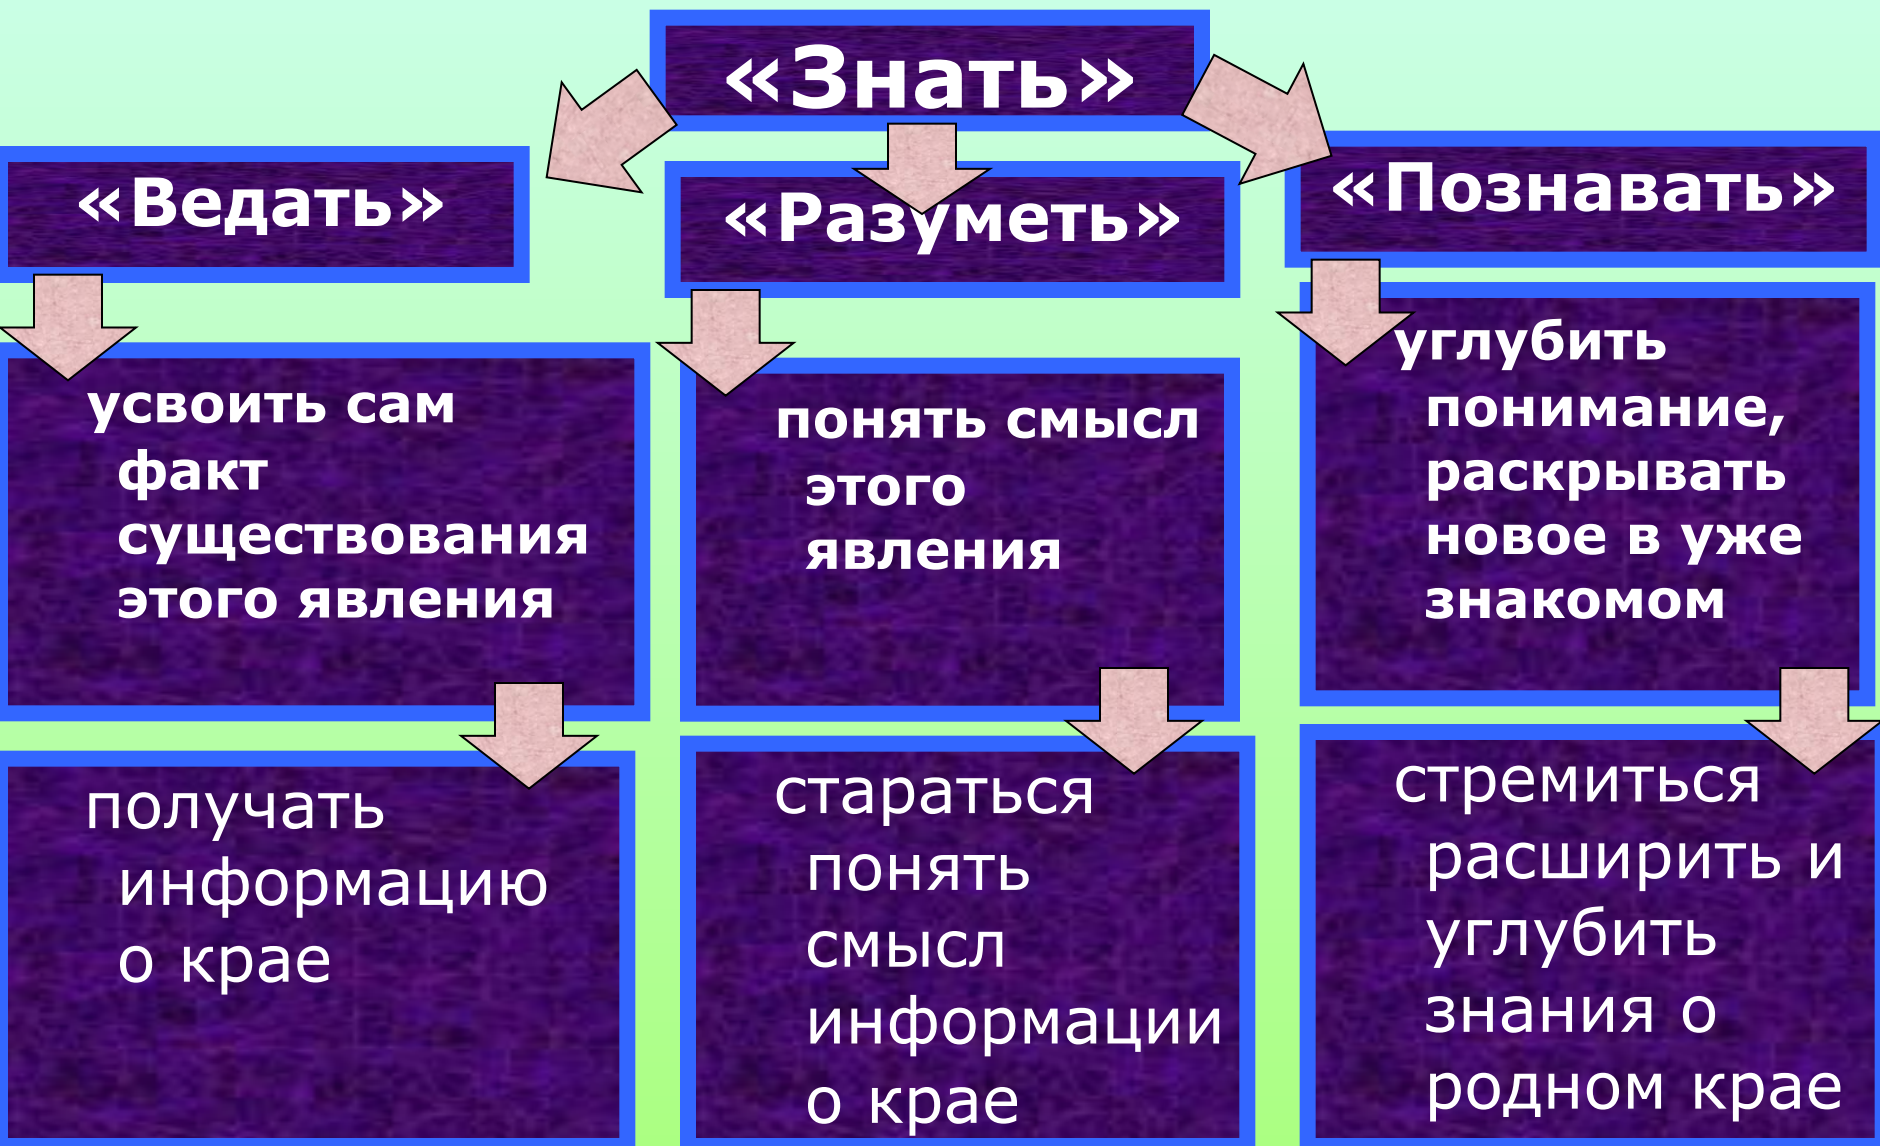 «Знать»
«Ведать»
«Разуметь»
«Познавать»
усвоить сам
факт
существования
этого явления
понять смысл
этого
явления
углубить
понимание,
раскрывать
новое в уже
знакомом
получать
информацию
о крае
стараться
понять
смысл
информации
о крае
стремиться
расширить и
углубить
знания о
родном крае